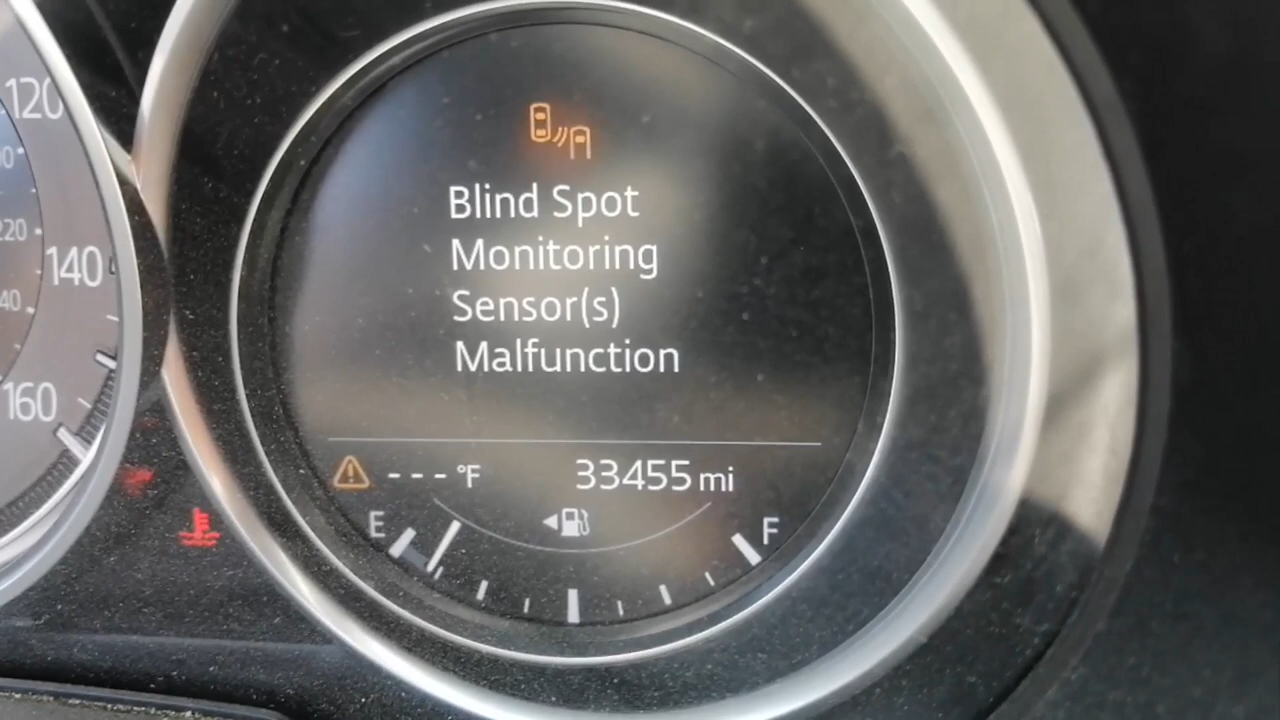 120
220
140
160
Blind Spot
Monitoring
Sensor(s)
Malfunction
--- °F
33455 mi
E
F